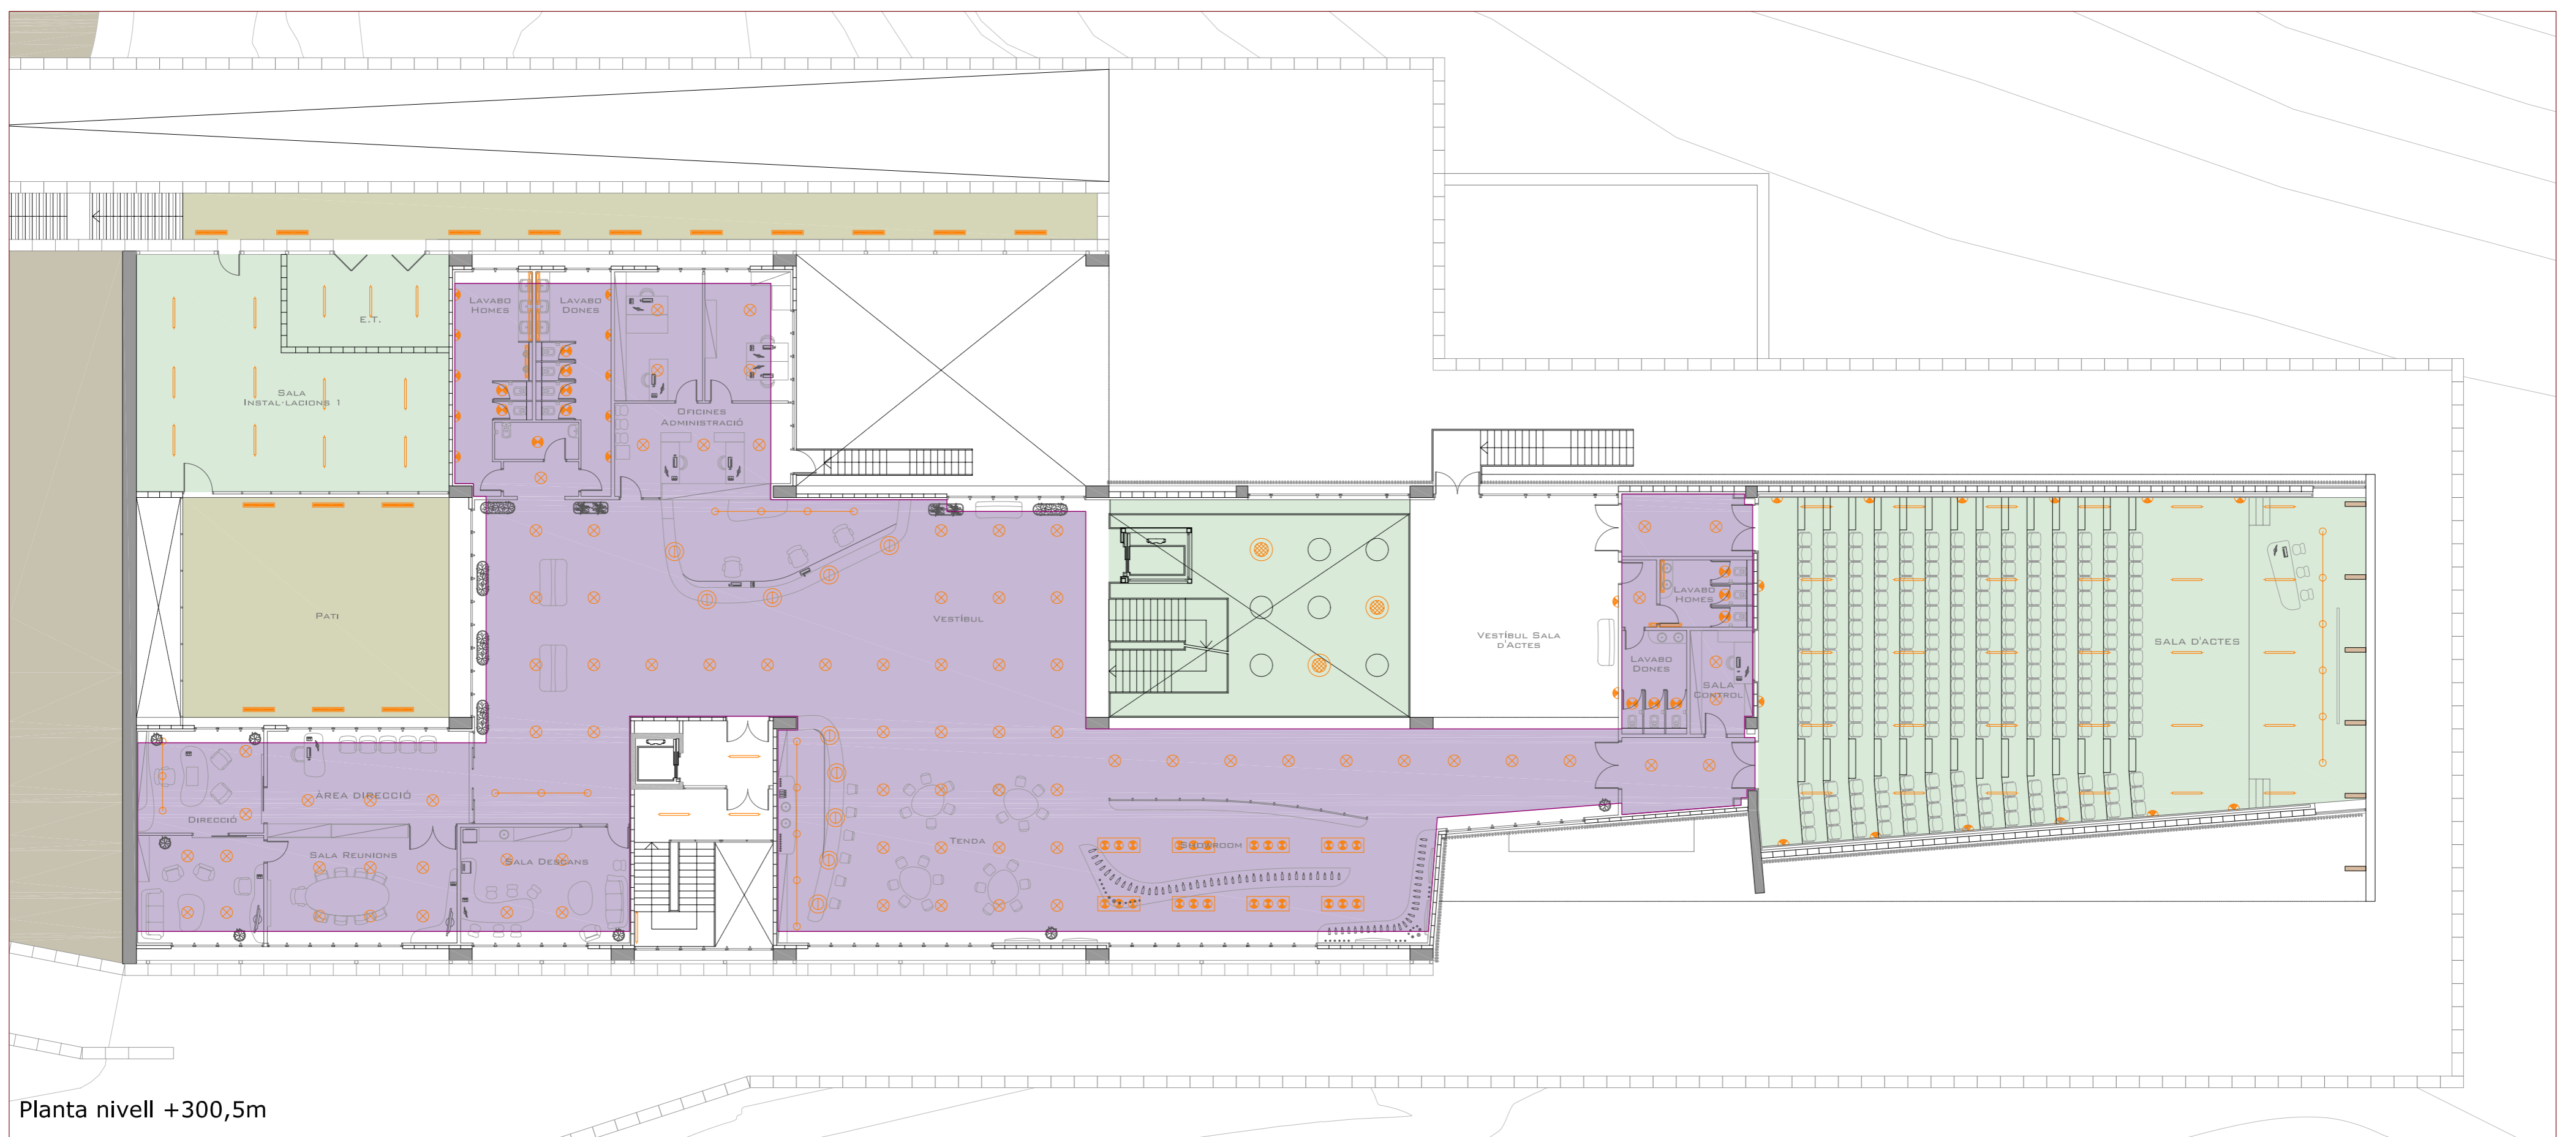 LAVABO
HOMES
LAVABO
DONES
E.T.
SALA
INSTAL·LACIONS 1
OFICINES
ADMINISTRACIÓ
PATI
VESTÍBUL
VESTÍBUL SALA
D'ACTES
LAVABO
HOMES
LAVABO
DONES
SALA
CONTROL
SALA D'ACTES
ÀREA DIRECCIÓ
DIRECCIÓ
SALA REUNIONS
SALA DESCANS
TENDA
SHOWROOM
Planta nivell +300,5m